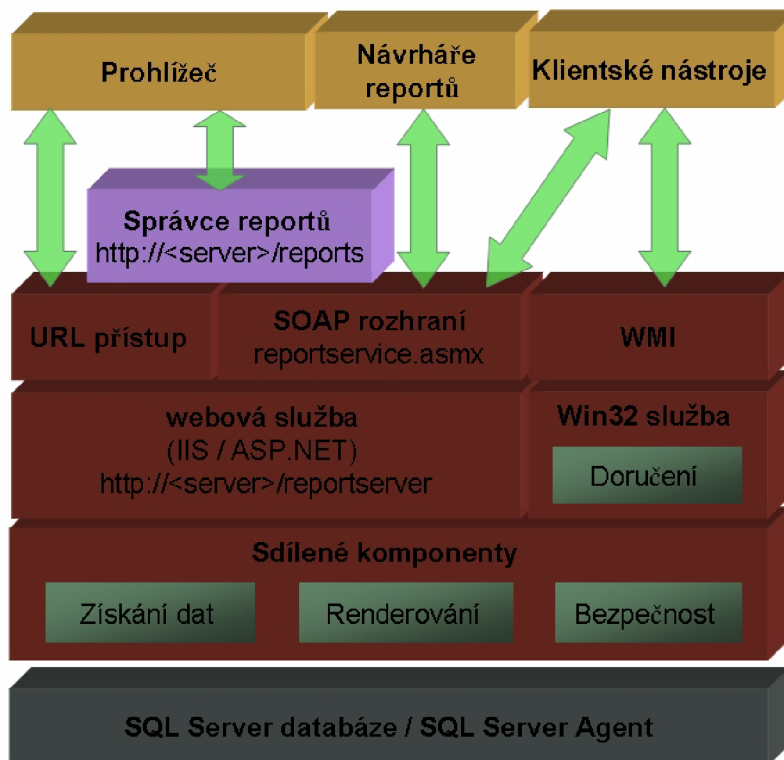 Prohlížeč
Návrháře
reportů
Klientské nástroje
Správce reportů
http://<server>/reports
URL přístup
SOAP rozhraní
reportservice.asmx
WMI
webová služba
(IIS / ASP.NET)
http://<server>/reportserver
Win32 služba
Doručení
Sdílené komponenty
Získání dat
Renderování
Bezpečnost
SQL Server databáze / SQL Server Agent